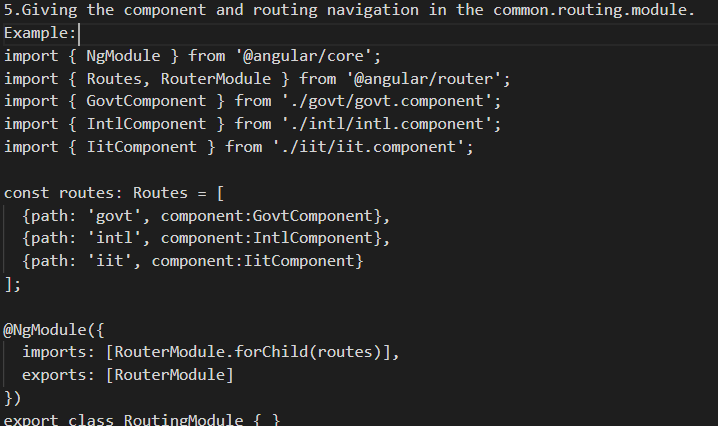 5.Giving the component and routing navigation in the common.routing.module.
Example:
import { NgModule } from '@angular/core';
import { Routes, RouterModule } from '@angular/router';
import { GovtComponent } from './govt/govt.component';
import { IntlComponent } from './intl/intl.component';
import { IitComponent } from './iit/iit.component';
const routes: Routes = [
{path: 'govt', component:GovtComponent},
{path: 'intl', component:IntlComponent},
{path: 'iit', component:IitComponent}
];
@NgModule({
imports: [RouterModule.forChild(routes)],
exports: [RouterModule]
})
export class RoutingModule { }